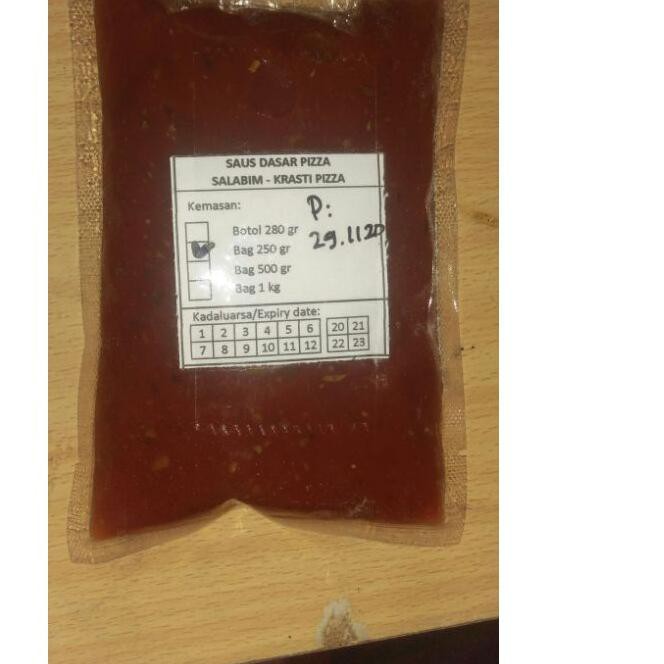 SAUS DASAR PIZZA
SALABIM - KRASTI PIZZA
Kemasan:
P:
Botol 280 gr
29.1120
Bag 250 gr
Bag 500 gr
Bag 1 kg
Kadaluarsa/Expiry date:
1 2 3 4 5 6 20 21
7 8 9 10 11 12 22 23